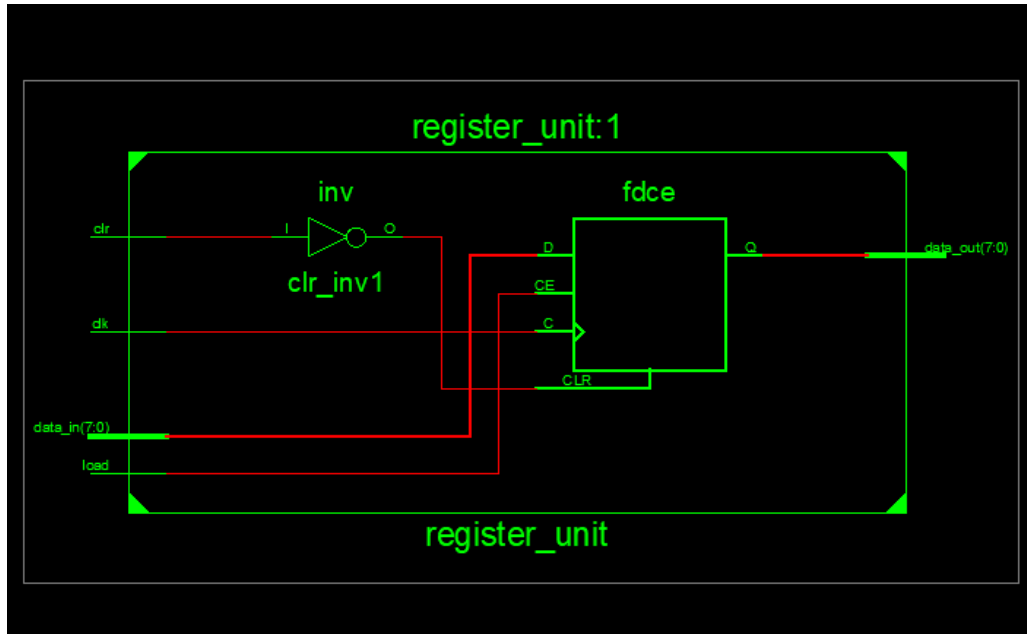 register_unit:1
inv
fdce
clr
I
O
clr_inv1
D
Q
data_out(7:0)
CE
clk
C
CLR
data_in(7:0)
load
register_unit